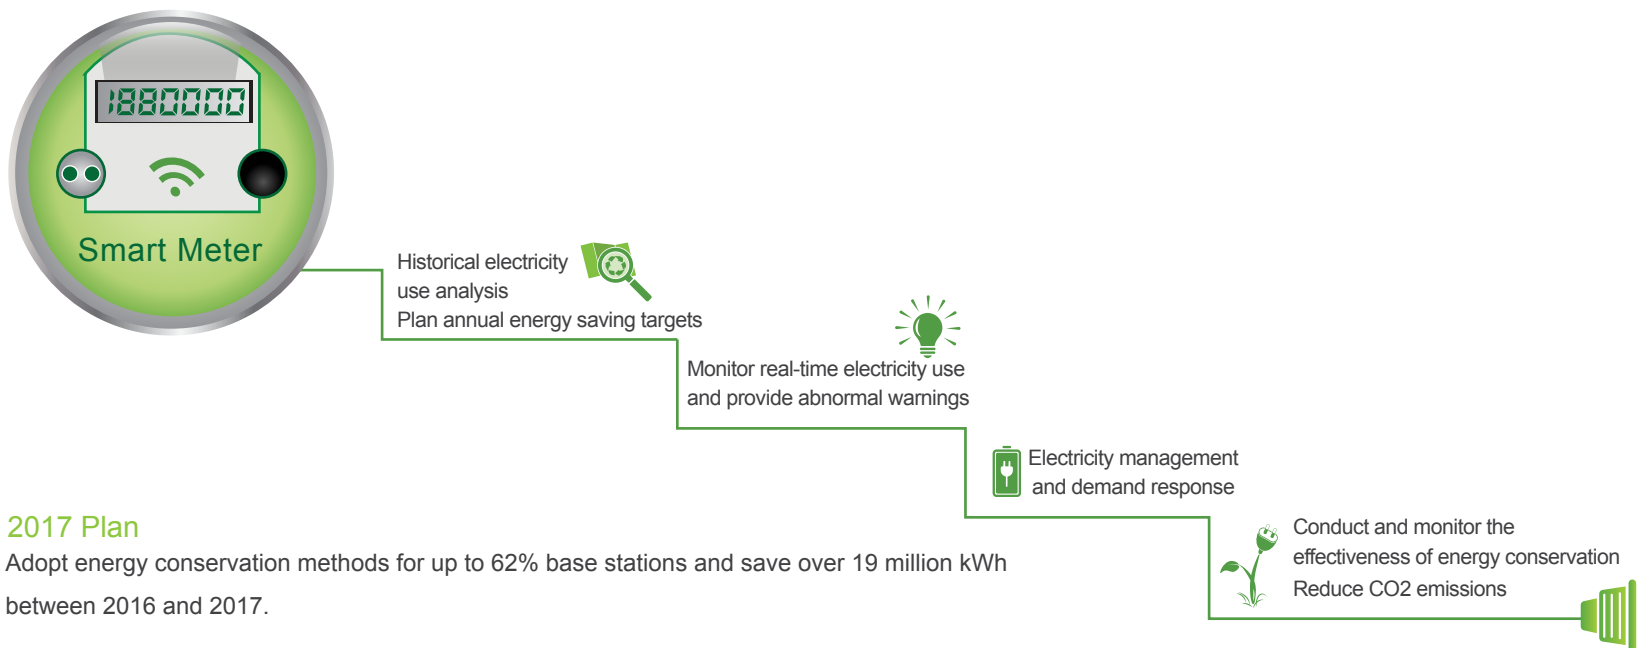 1880000
Smart Meter
Historical electricity
use analysis
Plan annual energy saving targets
Monitor real-time electricity use
and provide abnormal warnings
Electricity management
and demand response
Conduct and monitor the
effectiveness of energy conservation
Reduce CO2 emissions
2017 Plan
Adopt energy conservation methods for up to 62% base stations and save over 19 million kWh
between 2016 and 2017.